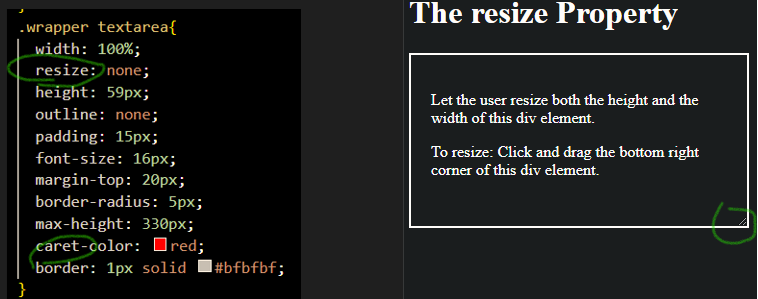 }
.wrapper textarea{
width: 100%;
resize: none;
height: 59px;
outline: none;
padding: 15px;
font-size: 16px;
margin-top: 20px;
border-radius: 5px;
max-height: 330px;
caret-color: red;
border: 1px solid #bfbfbf;
}
The resize Property
Let the user resize both the height and the
width of this div element.
To resize: Click and drag the bottom right
corner of this div element.